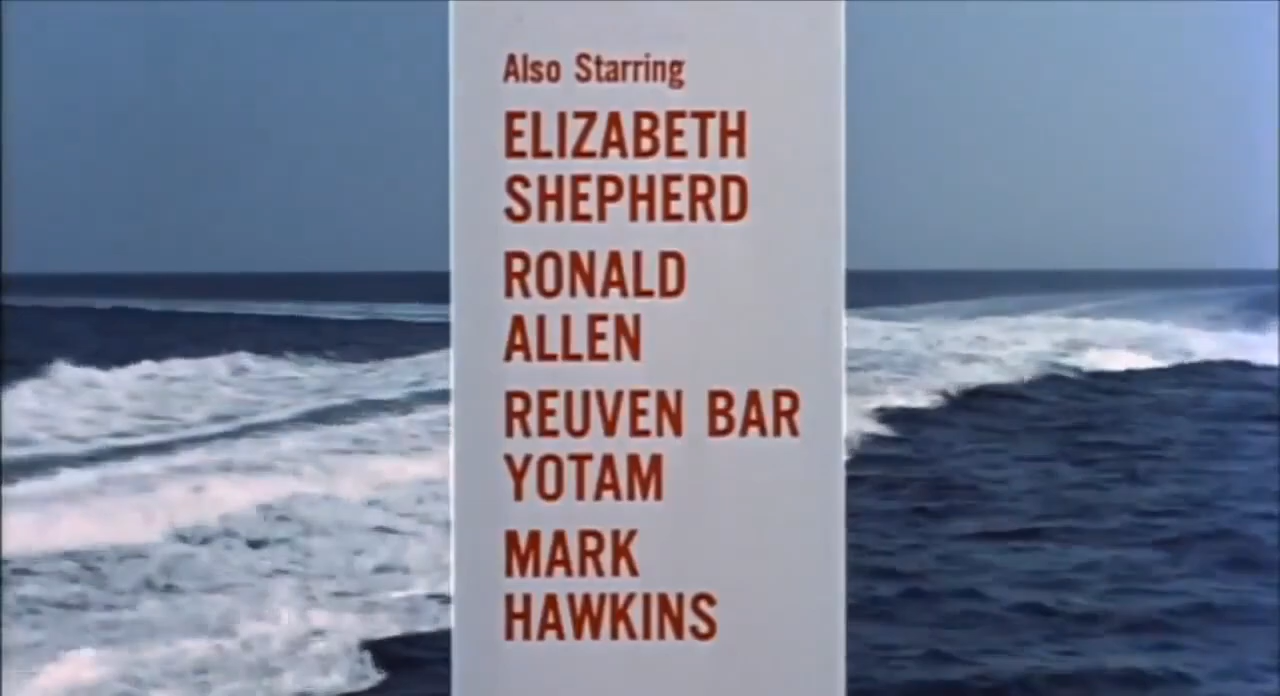 Also Starring
ELIZABETH
SHEPHERD
RONALD
ALLEN
REUVEN BAR
YOTAM
MARK
HAWKINS